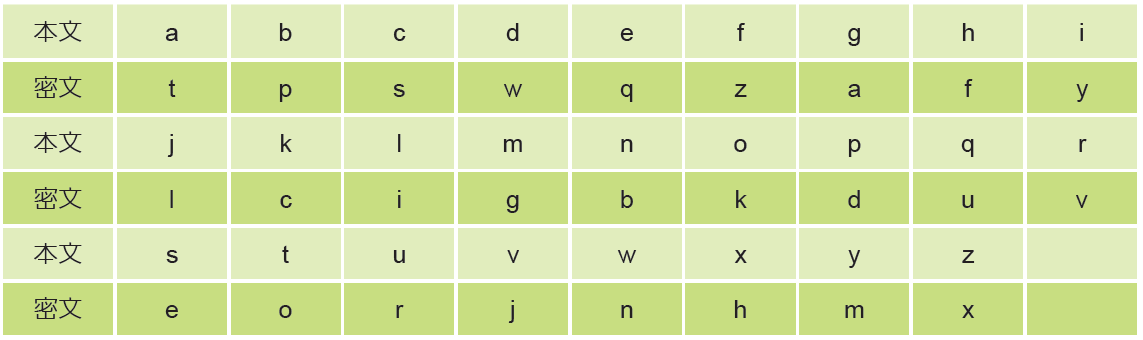 本文 a b c d e f g h i
密文 t p s w q z a f y
本文 j k l m n o p q r
密文 l c i g b k d u v
本文 s t u v w x y z
密文 e o r j n h m x